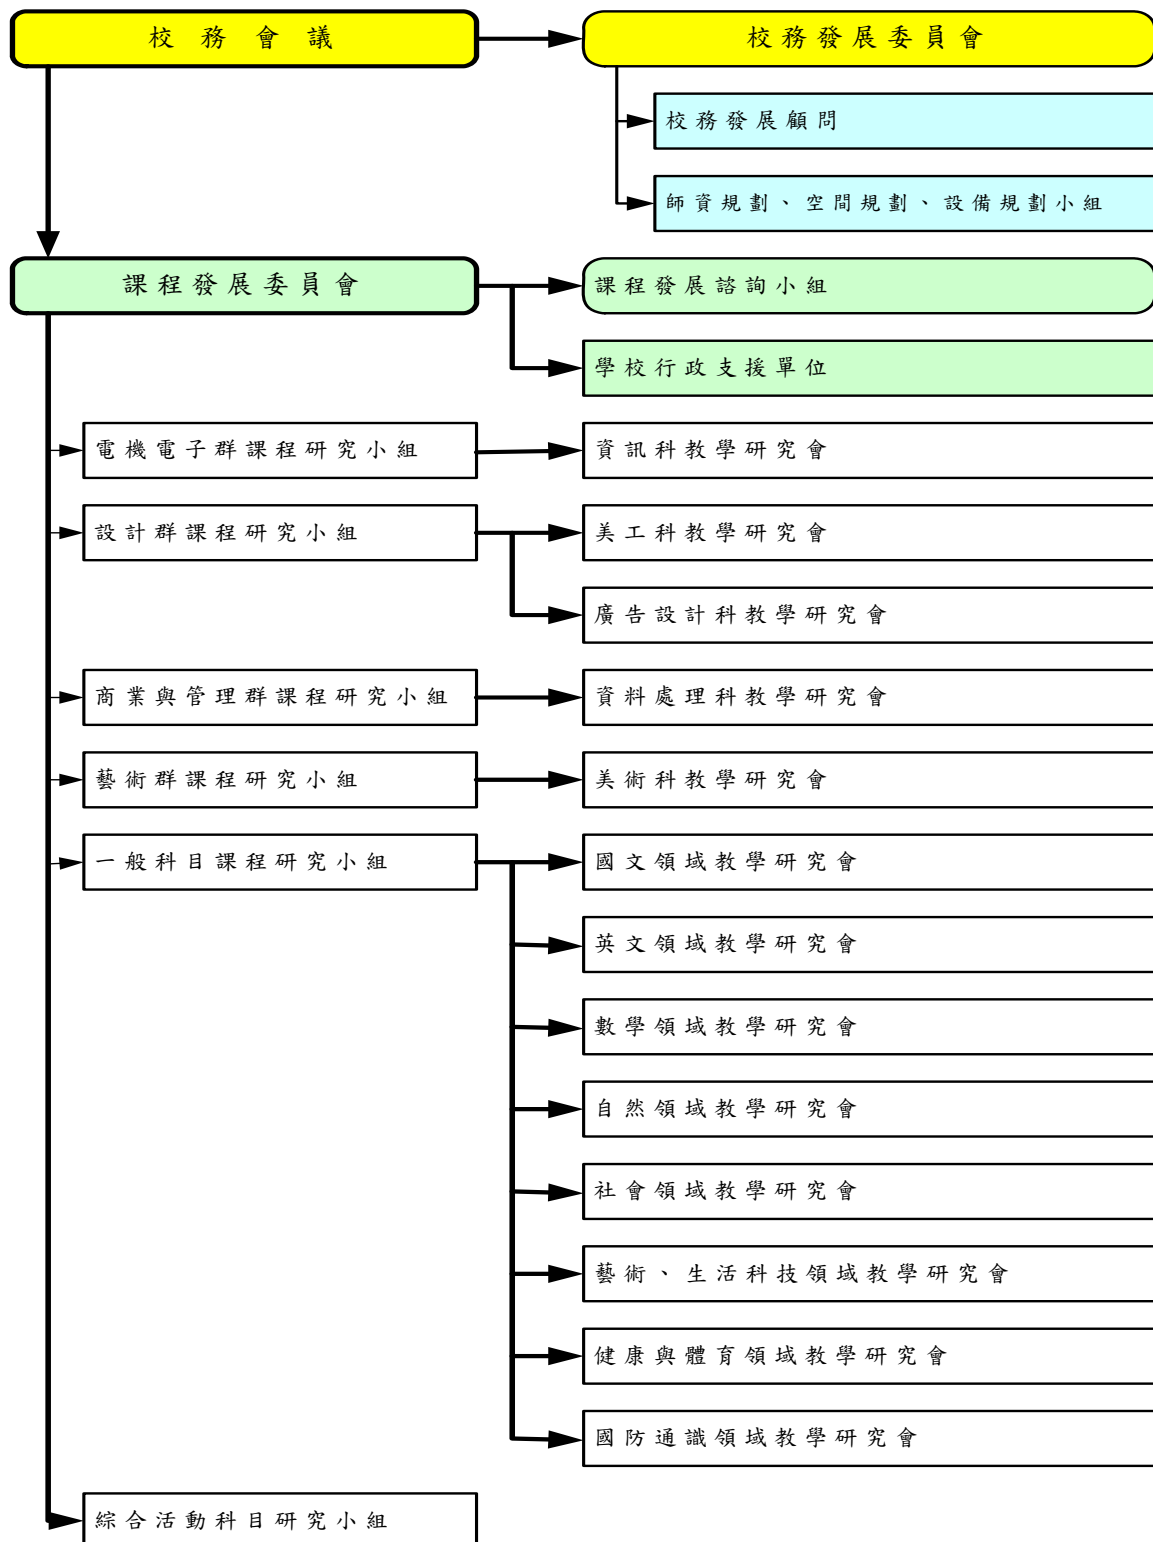 校務會議
校務發展委員會
校務發展顧問
師資規劃、空間規劃、設備規劃小組
課程發展委員會
課程發展諮詢小組
學校行政支援單位
電機電子群課程研究小組
資訊科教學研究會
設計群課程研究小組
美工科教學研究會
廣告設計科教學研究會
商業與管理群課程研究小組
資料處理科教學研究會
藝術群課程研究小組
美術科教學研究會
一般科目課程研究小組
國文領域教學研究會
英文領域教學研究會
數學領域教學研究會
自然領域教學研究會
社會領域教學研究會
藝術、生活科技領域教學研究會
健康與體育領域教學研究會
國防通識領域教學研究會
綜合活動科目研究小組